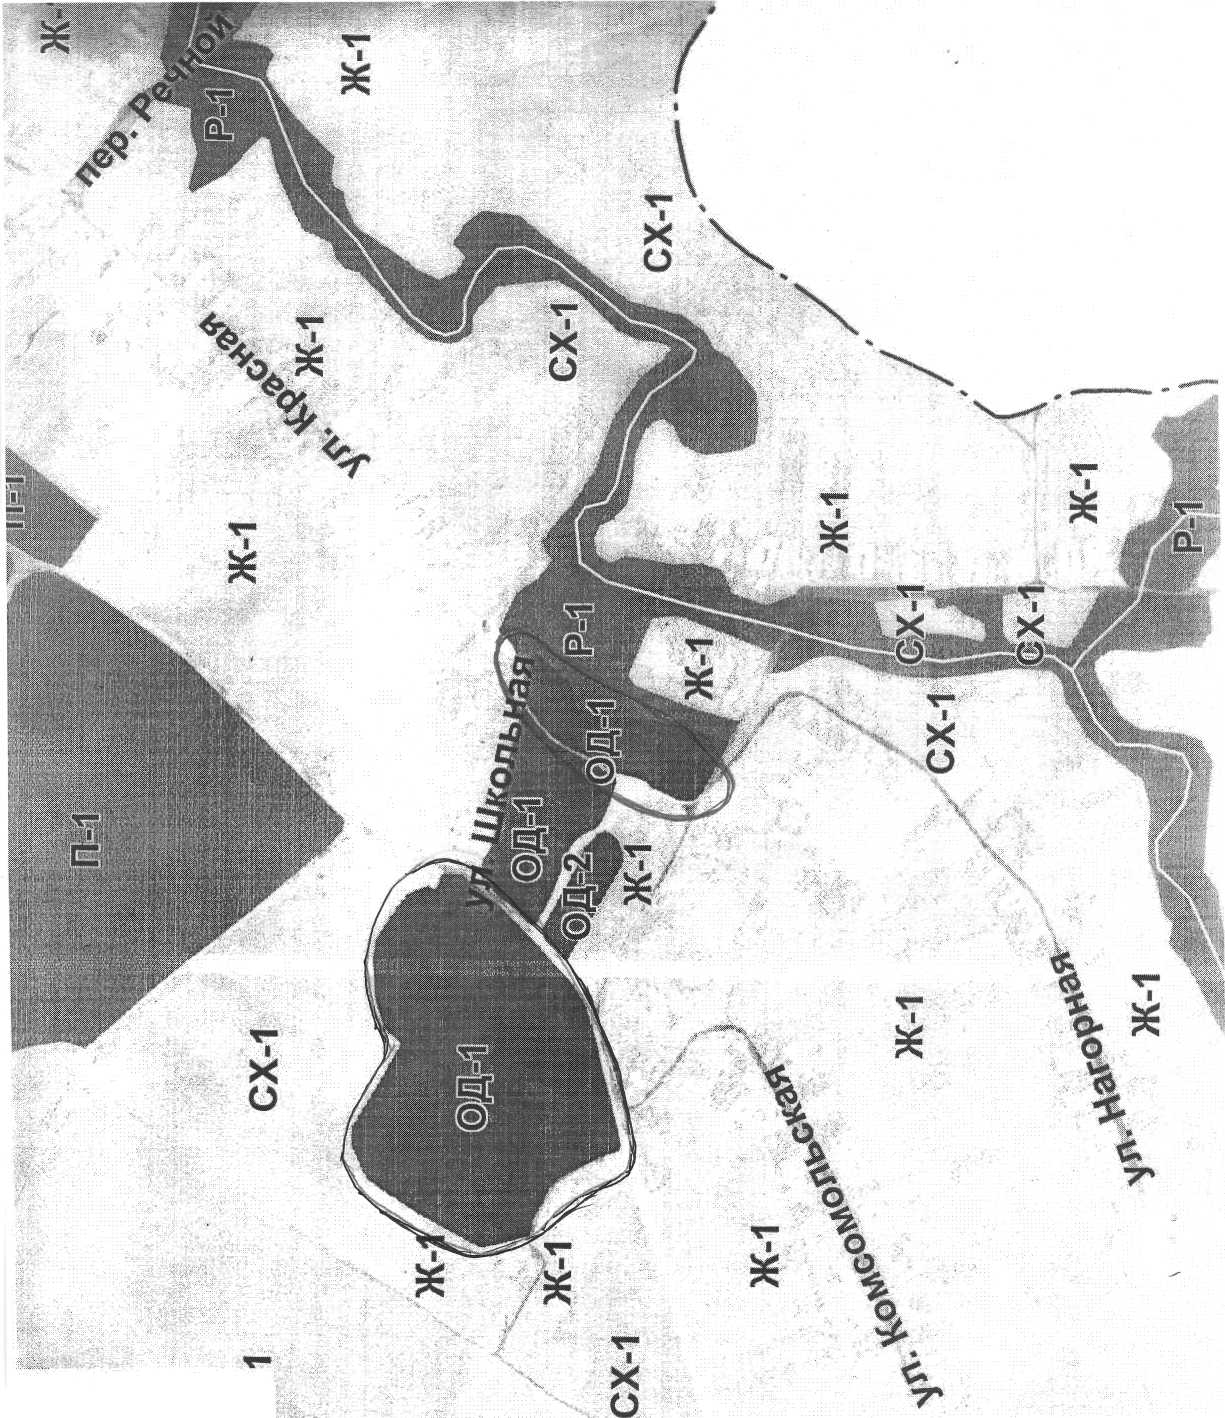 Ж-
пер. Речной
Р-1
Ж-1
СХ-1
СХ-1
Ж-1
ул. Красная
П-1
Ж-1
Ж-1
Ж-1
Р-1
Р-1
СХ-1
СХ-1
Ж-1
ОД-1
СХ-1
ул. Школьная
ОД-1
П-1
ОД-2
Ж-1
СХ-1
ОД-1
Ж-1
Ж-1
ул. Нагорная
ул. Комсомольская
Ж-1
Ж-1
Ж-1
СХ-1
1